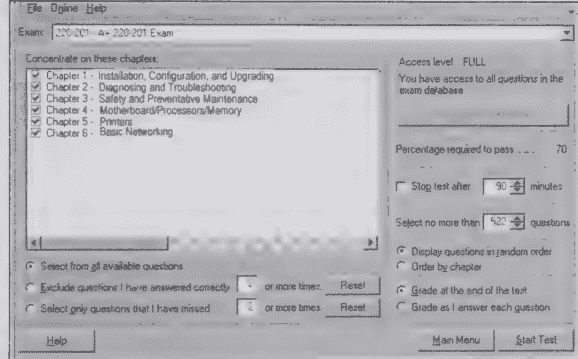 File Online Help
Exam: 220-201 A+ 220-201 Exam
Concentrate on these chapters:
Chapter 1 - Installation, Configuration, and Upgrading
Chapter 2 - Diagnosing and Troubleshooting
Chapter 3 - Safety and Preventative Maintenance
Chapter 4 - Motherboard/Processors/Memory
Chapter 5 - Printers
Chapter 6 - Basic Networking
Select from all available questions
Exclude questions I have answered correctly or more times. Reset
Select only questions that I have missed 2 or more times Reset
Help
Access level FULL
You have access to all questions in the
exam database
Percentage required to pass .... 70
Stop test after 90 minutes
Select no more than 520 questions
Display questions in random order
Order by chapter
Grade at the end of the test
Grade as I answer each question
Main Menu Start Test